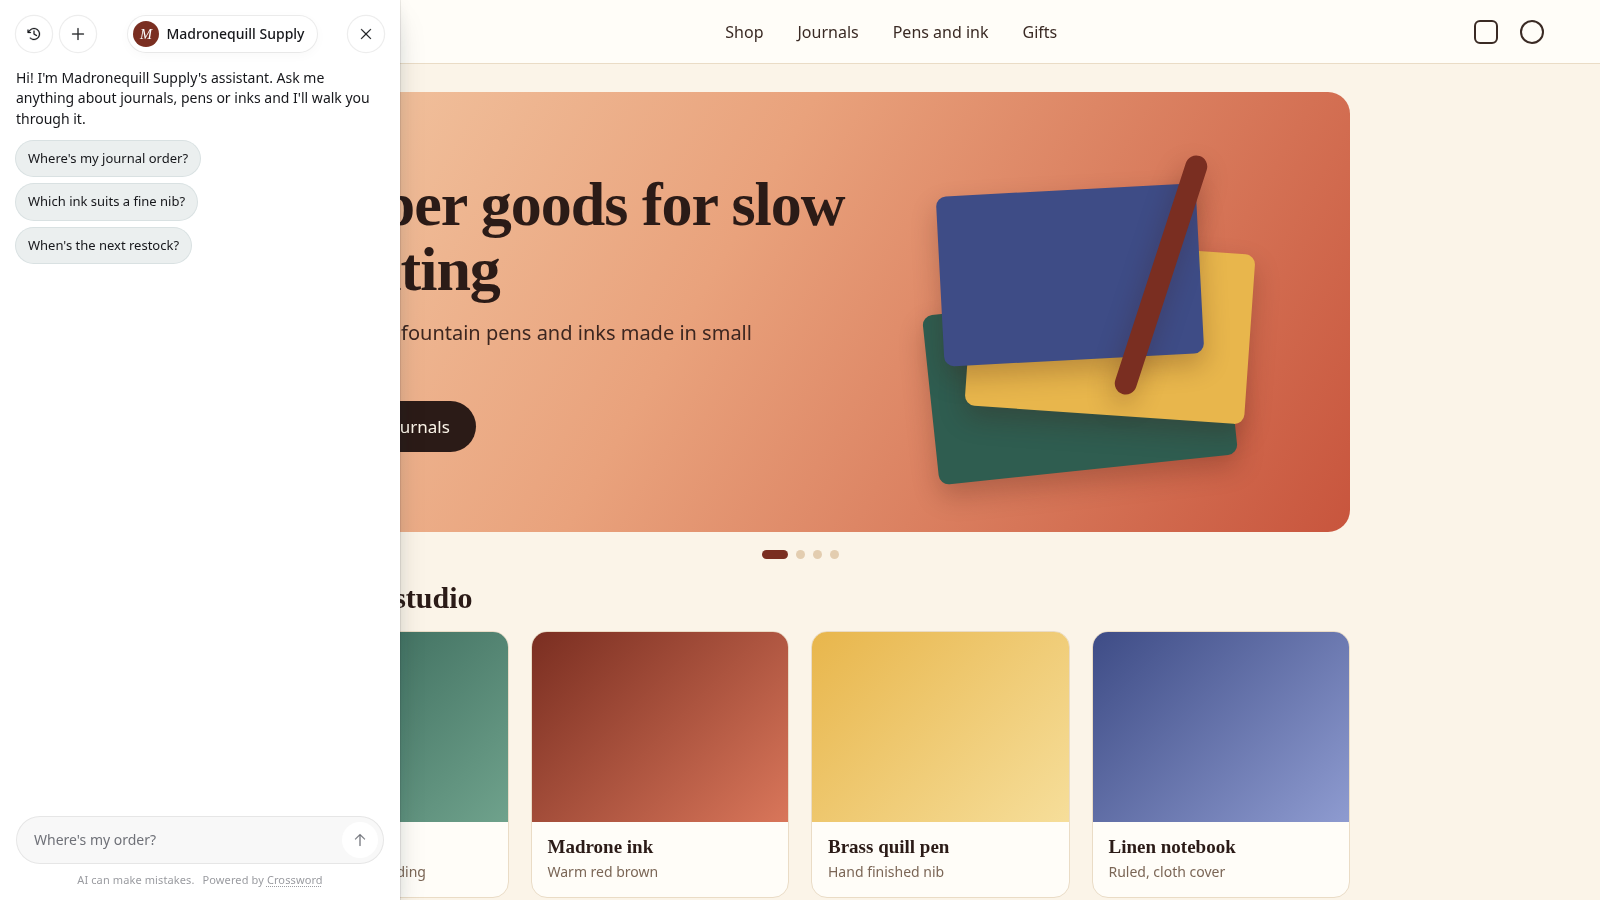 M Madronequill Supply
Hi! I'm Madronequill Supply's assistant. Ask me
anything about journals, pens or inks and I'll walk you
through it.
Where's my journal order?
Which ink suits a fine nib?
When's the next restock?
Where's my order?
AI can make mistakes. Powered by Crossword
Shop Journals Pens and ink Gifts
goods for slow
fountain pens and inks made in small
studio
Madrone ink
Warm red brown
Brass quill pen
Hand finished nib
Linen notebook
Ruled, cloth cover